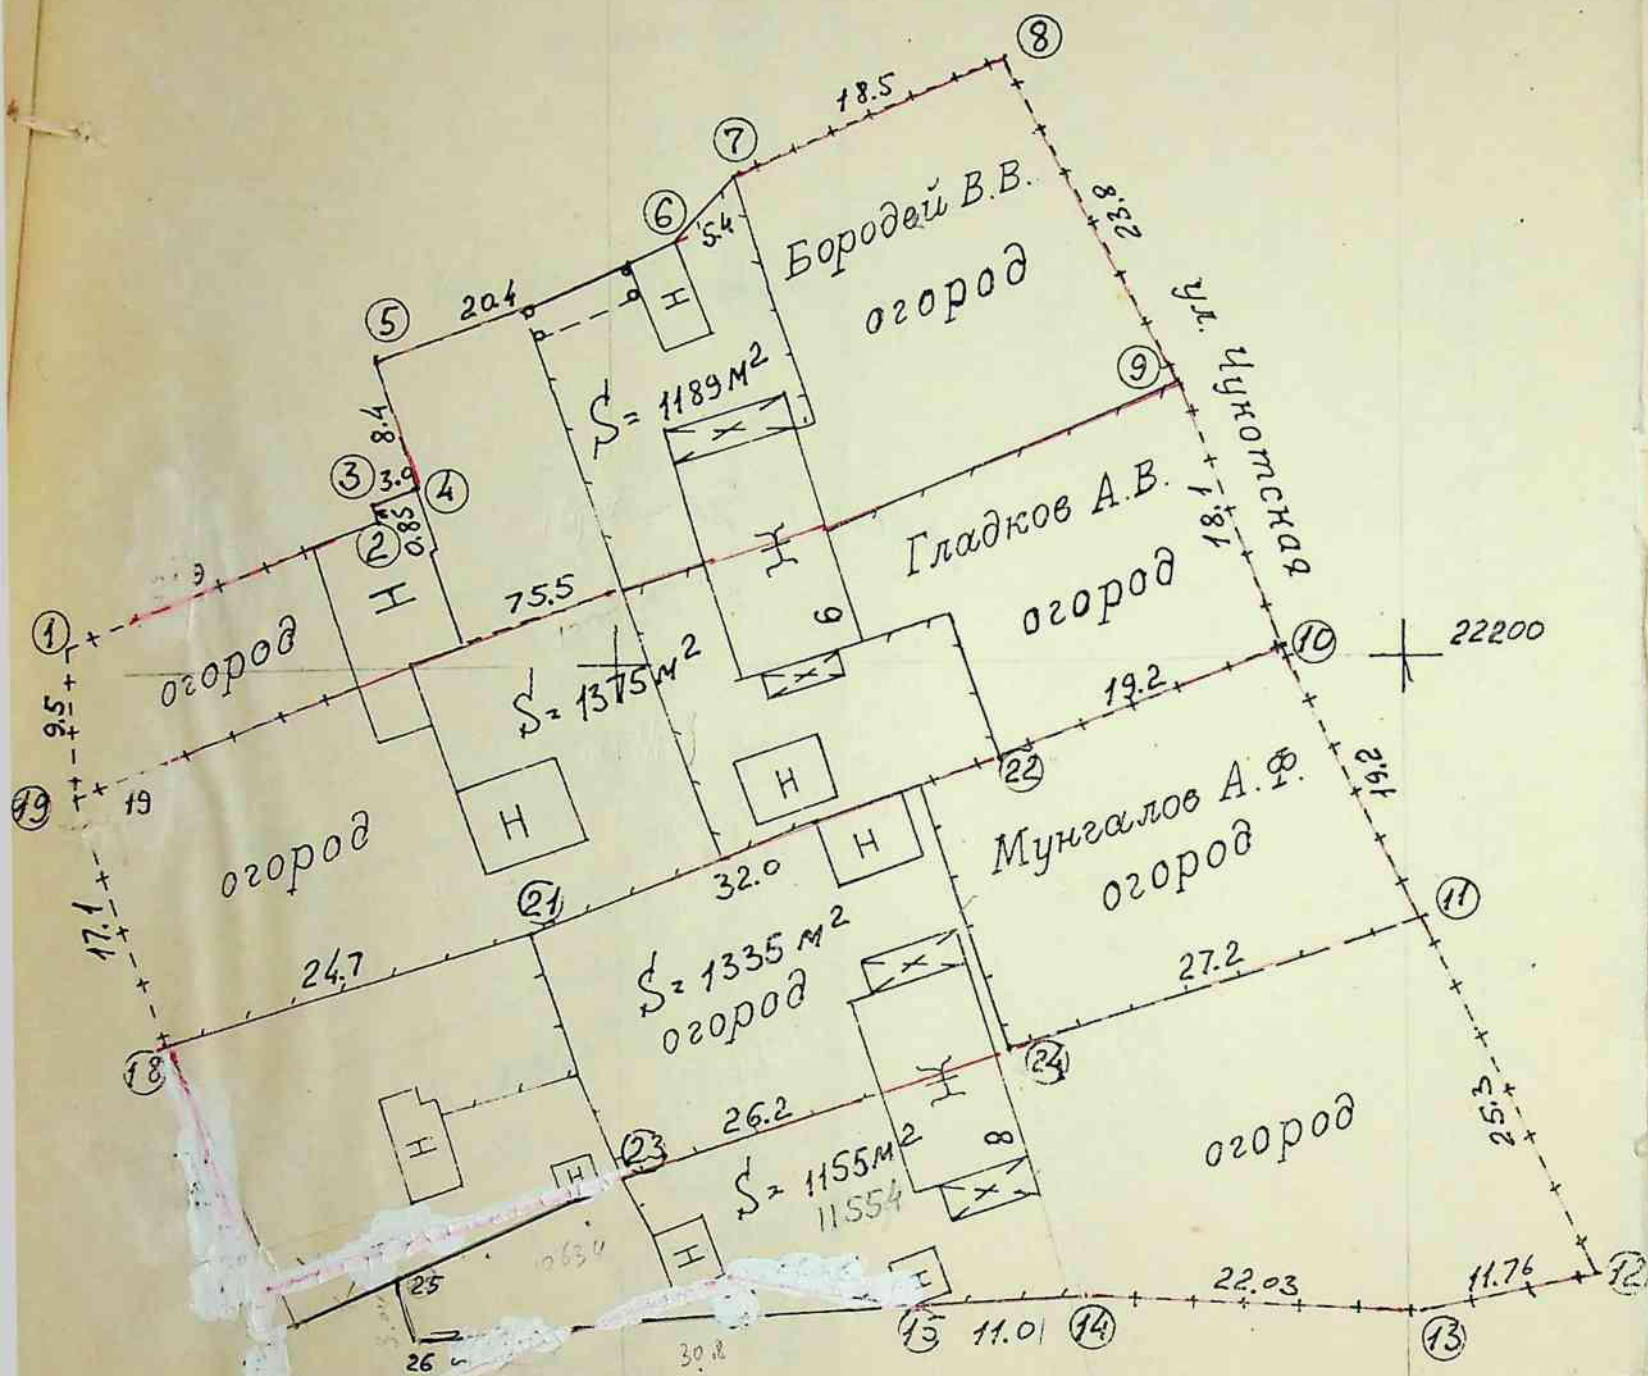 8
18.5
7
23.8
Бородей В.В.
огород
6
5.4
20.4
5
Н
ул. Чукотская
9
S = 1189 м²
8.4
3
3.9
4
0.85
2
Н
Гладков А.В.
огород
18.1
Ж
6
75.5
1
огород
9.5
10
22200
S = 1375 м²
19.2
19
19
Н
22
19.2
Н
Мунгалов А.Ф.
огород
огород
Н
32.0
21
11
17.1
24.7
S = 1335 м²
огород
27.2
18
24
Ж
8
26.2
25.3
огород
Н
23
Н
S = 1155 м²
11554
Н
25
Н
12
11.76
22.03
13
14
11.01
15
26
30.8